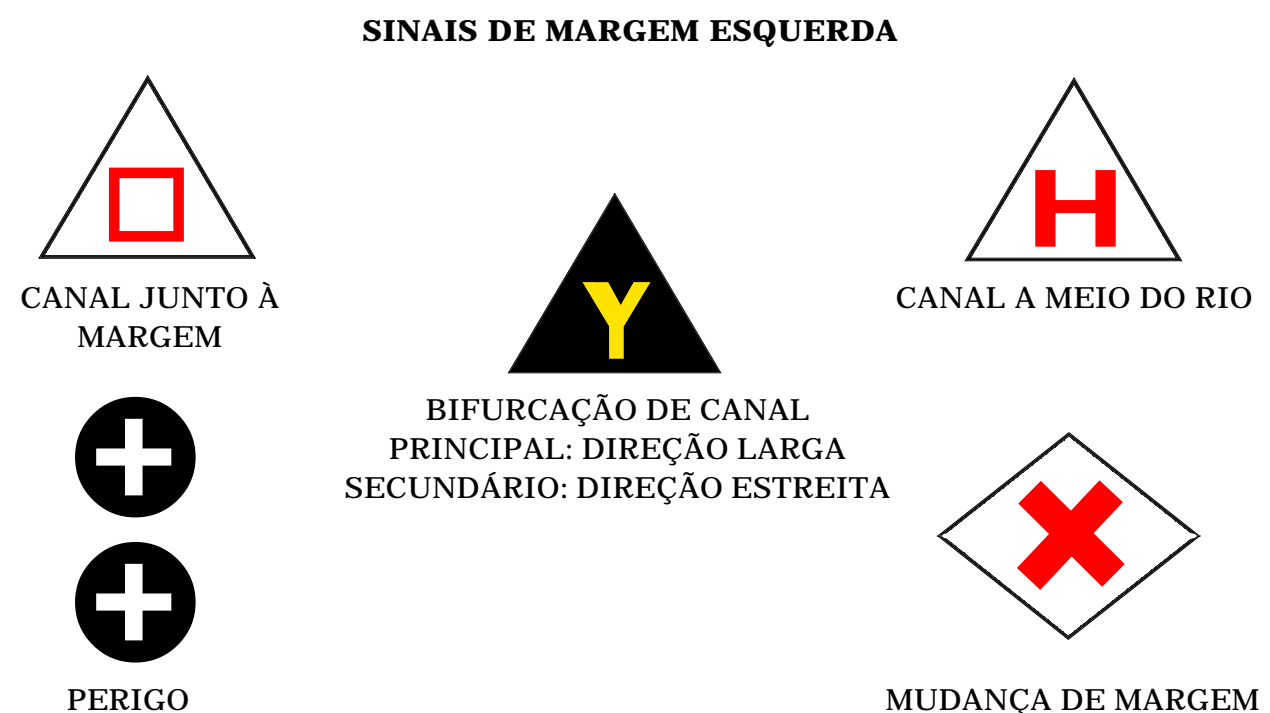 SINAIS DE MARGEM ESQUERDA
CANAL JUNTO À
MARGEM
H
CANAL A MEIO DO RIO
Y
BIFURCAÇÃO DE CANAL
PRINCIPAL: DIREÇÃO LARGA
SECUNDÁRIO: DIREÇÃO ESTREITA
PERIGO
MUDANÇA DE MARGEM